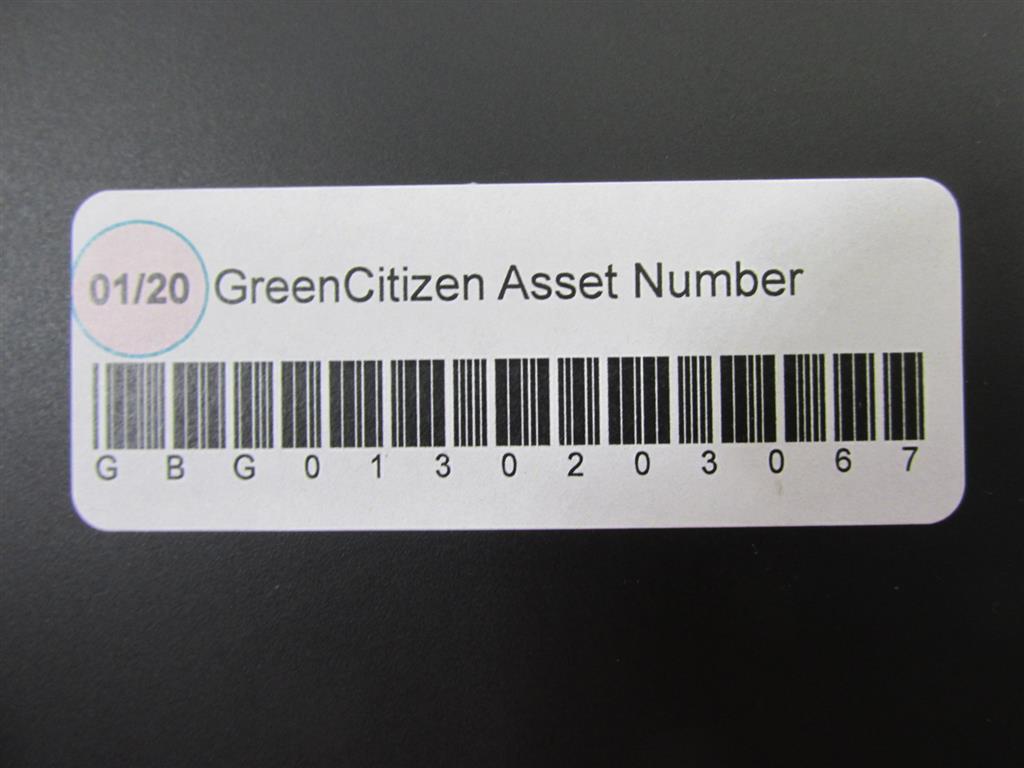 01/20 GreenCitizen Asset Number
G B G 0 1 3 0 2 0 3 0 6 7